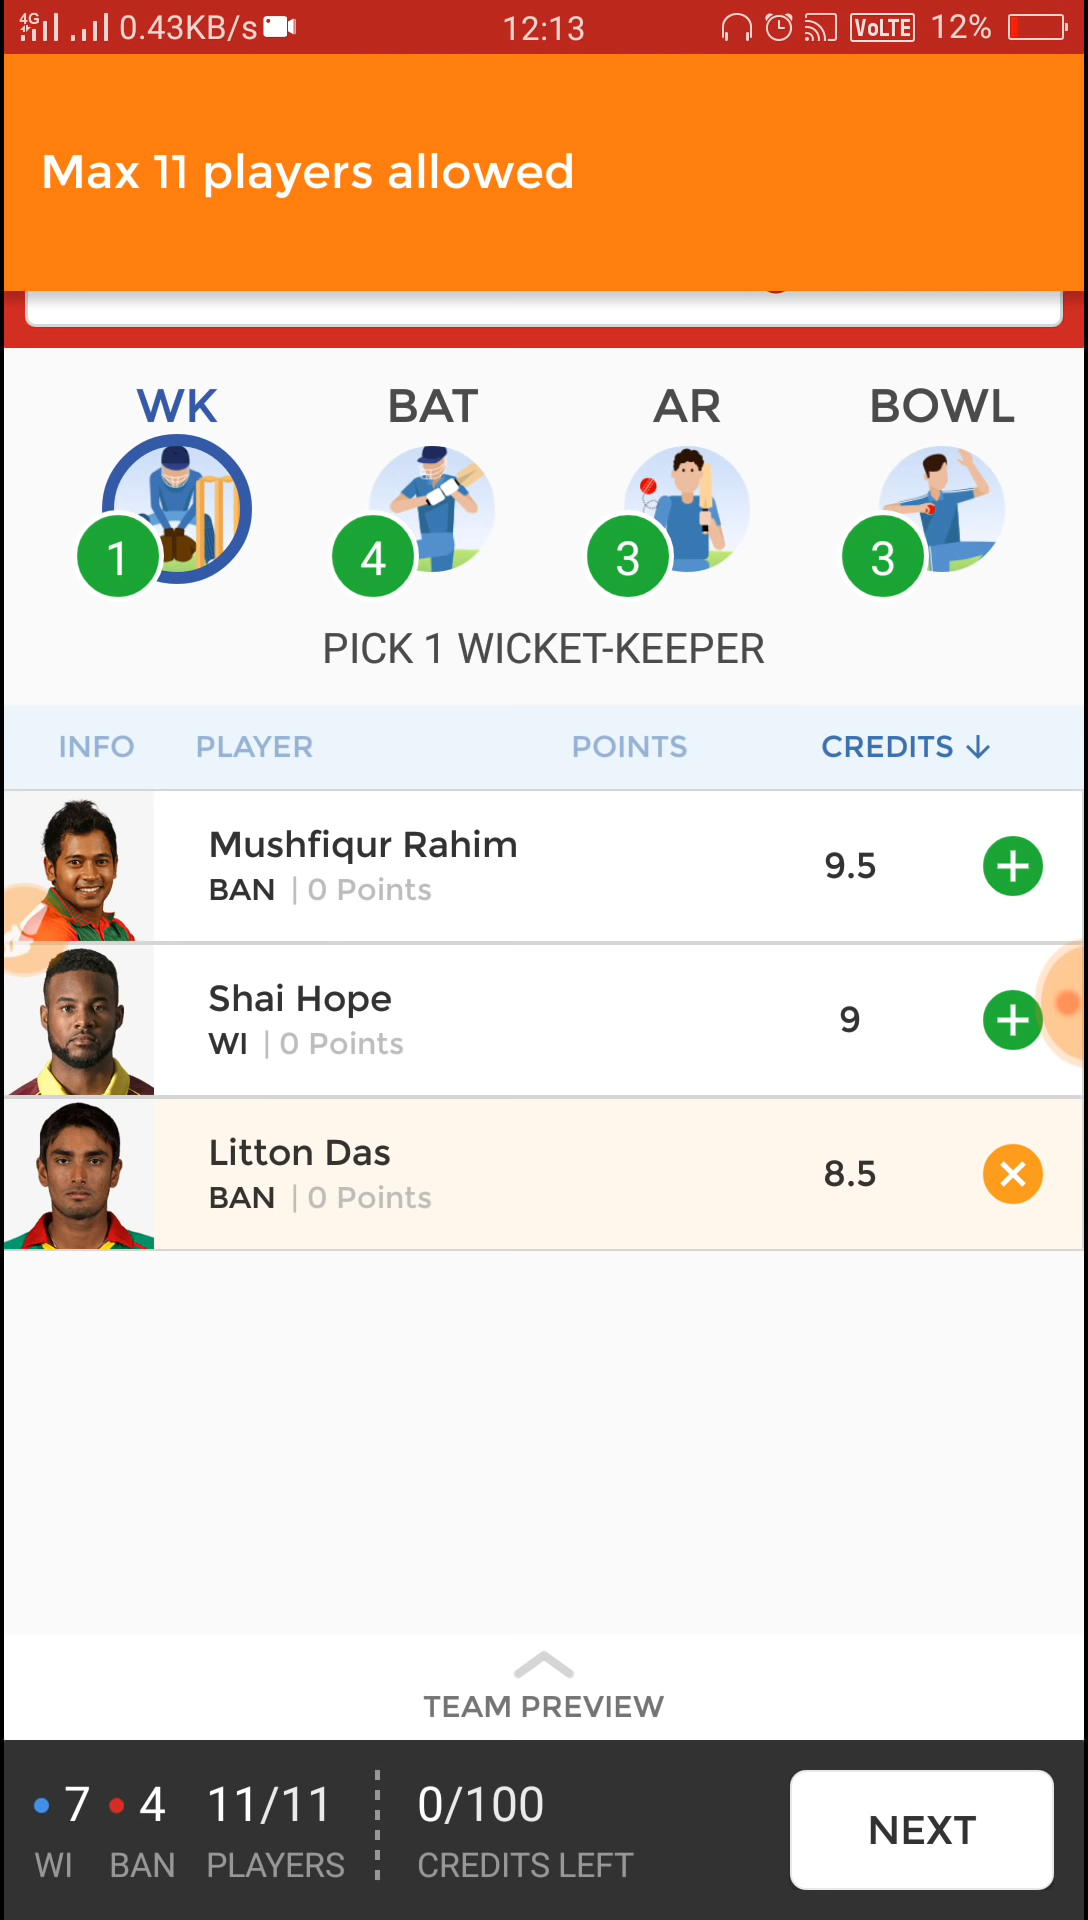 4G 0.43KB/s 12:13 VoLTE 12%
Max 11 players allowed
WK BAT AR BOWL
1 4 3 3
PICK 1 WICKET-KEEPER
INFO PLAYER POINTS CREDITS ↓
Mushfiqur Rahim
BAN | 0 Points 9.5
Shai Hope
WI | 0 Points 9
Litton Das
BAN | 0 Points 8.5
TEAM PREVIEW
7 4 11/11 0/100
WI BAN PLAYERS CREDITS LEFT
NEXT